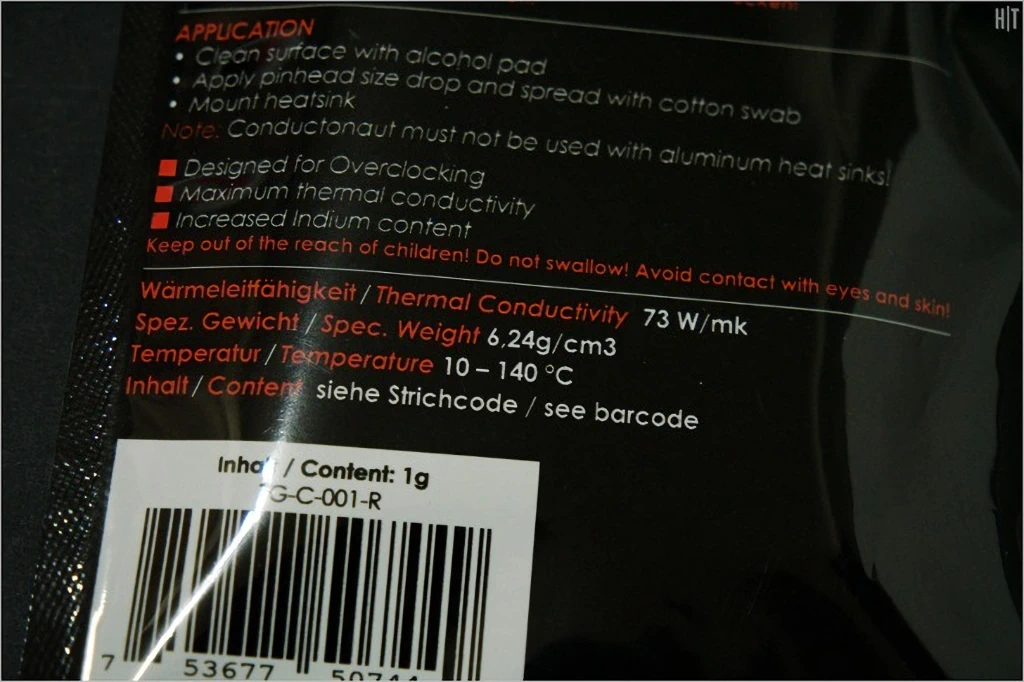 H|T
APPLICATION
• Clean surface with alcohol pad
• Apply pinhead size drop and spread with cotton swab
• Mount heatsink
Note: Conductonaut must not be used with aluminum heat sinks!
Designed for Overclocking
Maximum thermal conductivity
Increased Indium content
Keep out of the reach of children! Do not swallow! Avoid contact with eyes and skin!
Wärmeleitfähigkeit / Thermal Conductivity 73 W/mk
Spez. Gewicht / Spec. Weight 6,24g/cm3
Temperatur / Temperature 10 – 140 °C
Inhalt / Content siehe Strichcode / see barcode
Inhalt / Content: 1g
TG-C-001-R
7 53677 50744